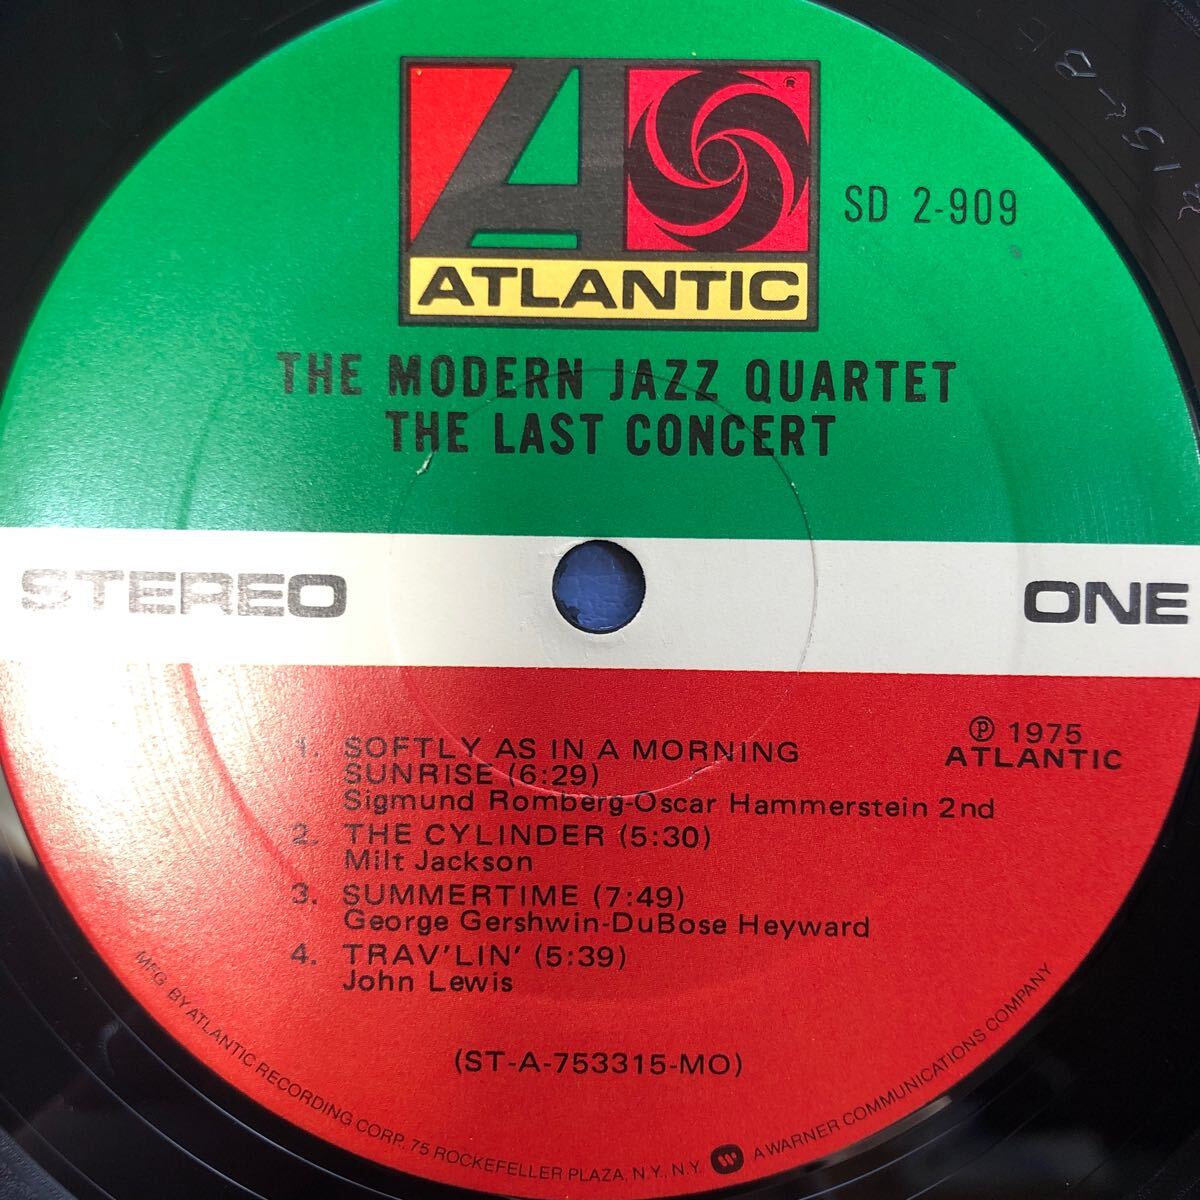 ®
ATLANTIC
SD 2-909
THE MODERN JAZZ QUARTET
THE LAST CONCERT
STEREO
ONE
Ⓟ 1975
ATLANTIC
1. SOFTLY AS IN A MORNING
SUNRISE (6:29)
Sigmund Romberg-Oscar Hammerstein 2nd
2. THE CYLINDER (5:30)
Milt Jackson
3. SUMMERTIME (7:49)
George Gershwin-DuBose Heyward
4. TRAV'LIN' (5:39)
John Lewis
(ST-A-753315-MO)
MFG BY ATLANTIC RECORDING CORP. 75 ROCKEFELLER PLAZA, N.Y., N.Y. A WARNER COMMUNICATIONS COMPANY